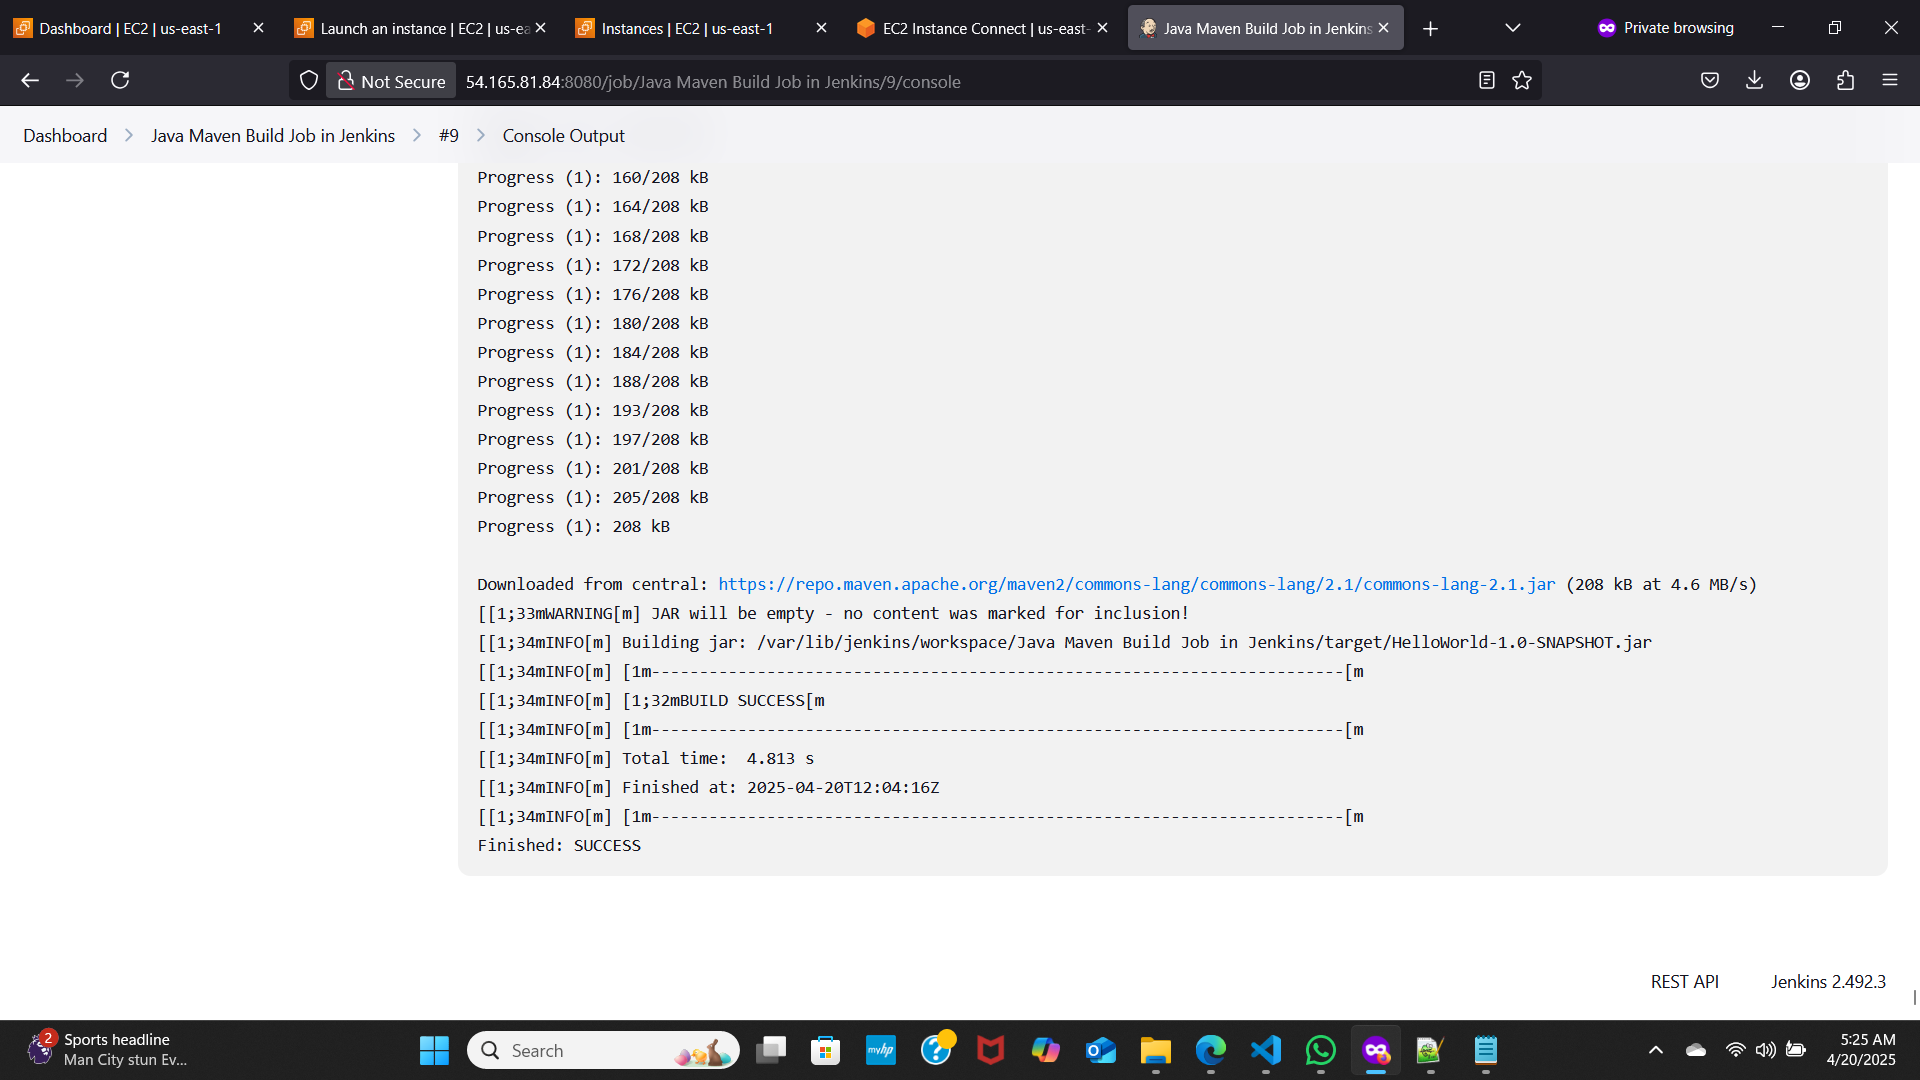 Dashboard | EC2 | us-east-1
Launch an instance | EC2 | us-ea
Instances | EC2 | us-east-1
EC2 Instance Connect | us-east-
Java Maven Build Job in Jenkins
Private browsing
Not Secure
54.165.81.84:8080/job/Java Maven Build Job in Jenkins/9/console
Dashboard
Java Maven Build Job in Jenkins
#9
Console Output
Progress (1): 160/208 kB
Progress (1): 164/208 kB
Progress (1): 168/208 kB
Progress (1): 172/208 kB
Progress (1): 176/208 kB
Progress (1): 180/208 kB
Progress (1): 184/208 kB
Progress (1): 188/208 kB
Progress (1): 193/208 kB
Progress (1): 197/208 kB
Progress (1): 201/208 kB
Progress (1): 205/208 kB
Progress (1): 208 kB
Downloaded from central: https://repo.maven.apache.org/maven2/commons-lang/commons-lang/2.1/commons-lang-2.1.jar (208 kB at 4.6 MB/s)
[[1;33mWARNING[m] JAR will be empty - no content was marked for inclusion!
[[1;34mINFO[m] Building jar: /var/lib/jenkins/workspace/Java Maven Build Job in Jenkins/target/HelloWorld-1.0-SNAPSHOT.jar
[[1;34mINFO[m] [1m------------------------------------------------------------------------[m
[[1;34mINFO[m] [1;32mBUILD SUCCESS[m
[[1;34mINFO[m] [1m------------------------------------------------------------------------[m
[[1;34mINFO[m] Total time:  4.813 s
[[1;34mINFO[m] Finished at: 2025-04-20T12:04:16Z
[[1;34mINFO[m] [1m------------------------------------------------------------------------[m
Finished: SUCCESS
REST API
Jenkins 2.492.3
2
Sports headline
Man City stun Ev...
Search
myhp
5:25 AM
4/20/2025